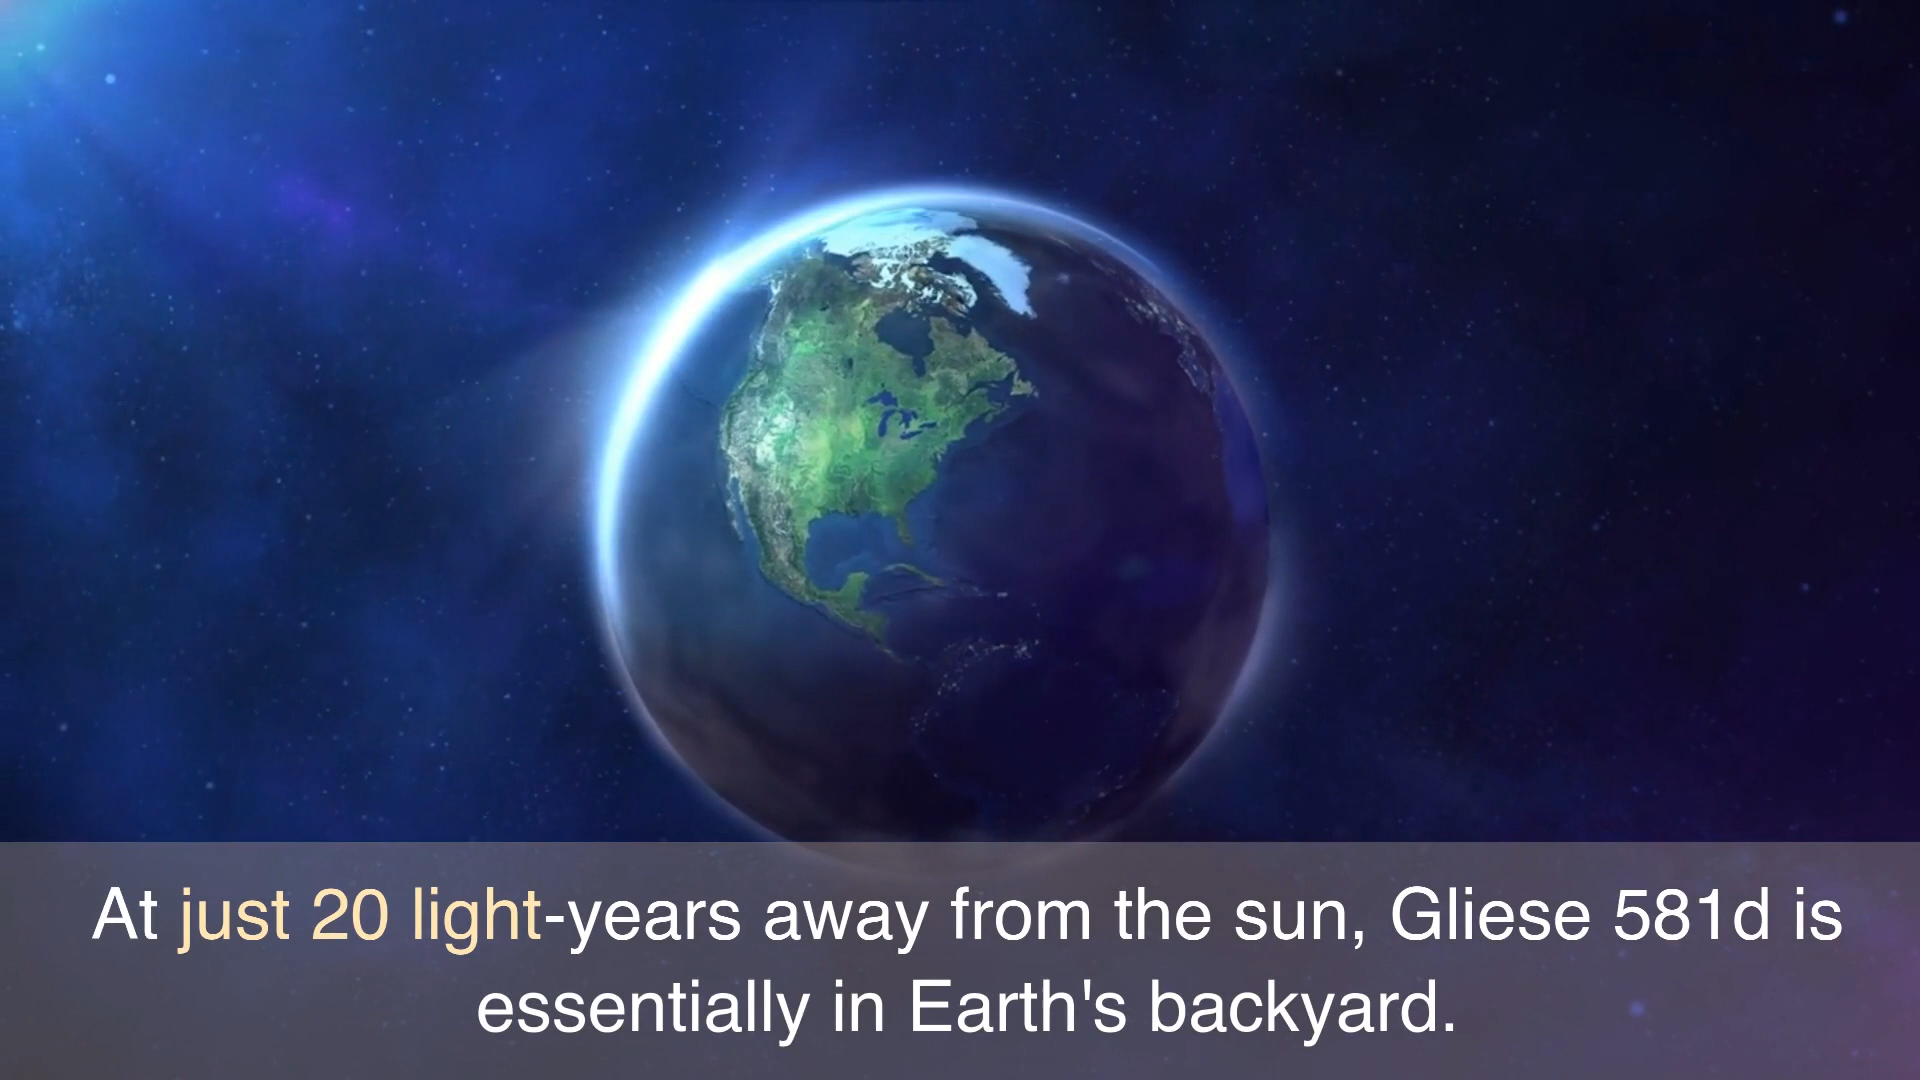 At just 20 light-years away from the sun, Gliese 581d is
essentially in Earth's backyard.